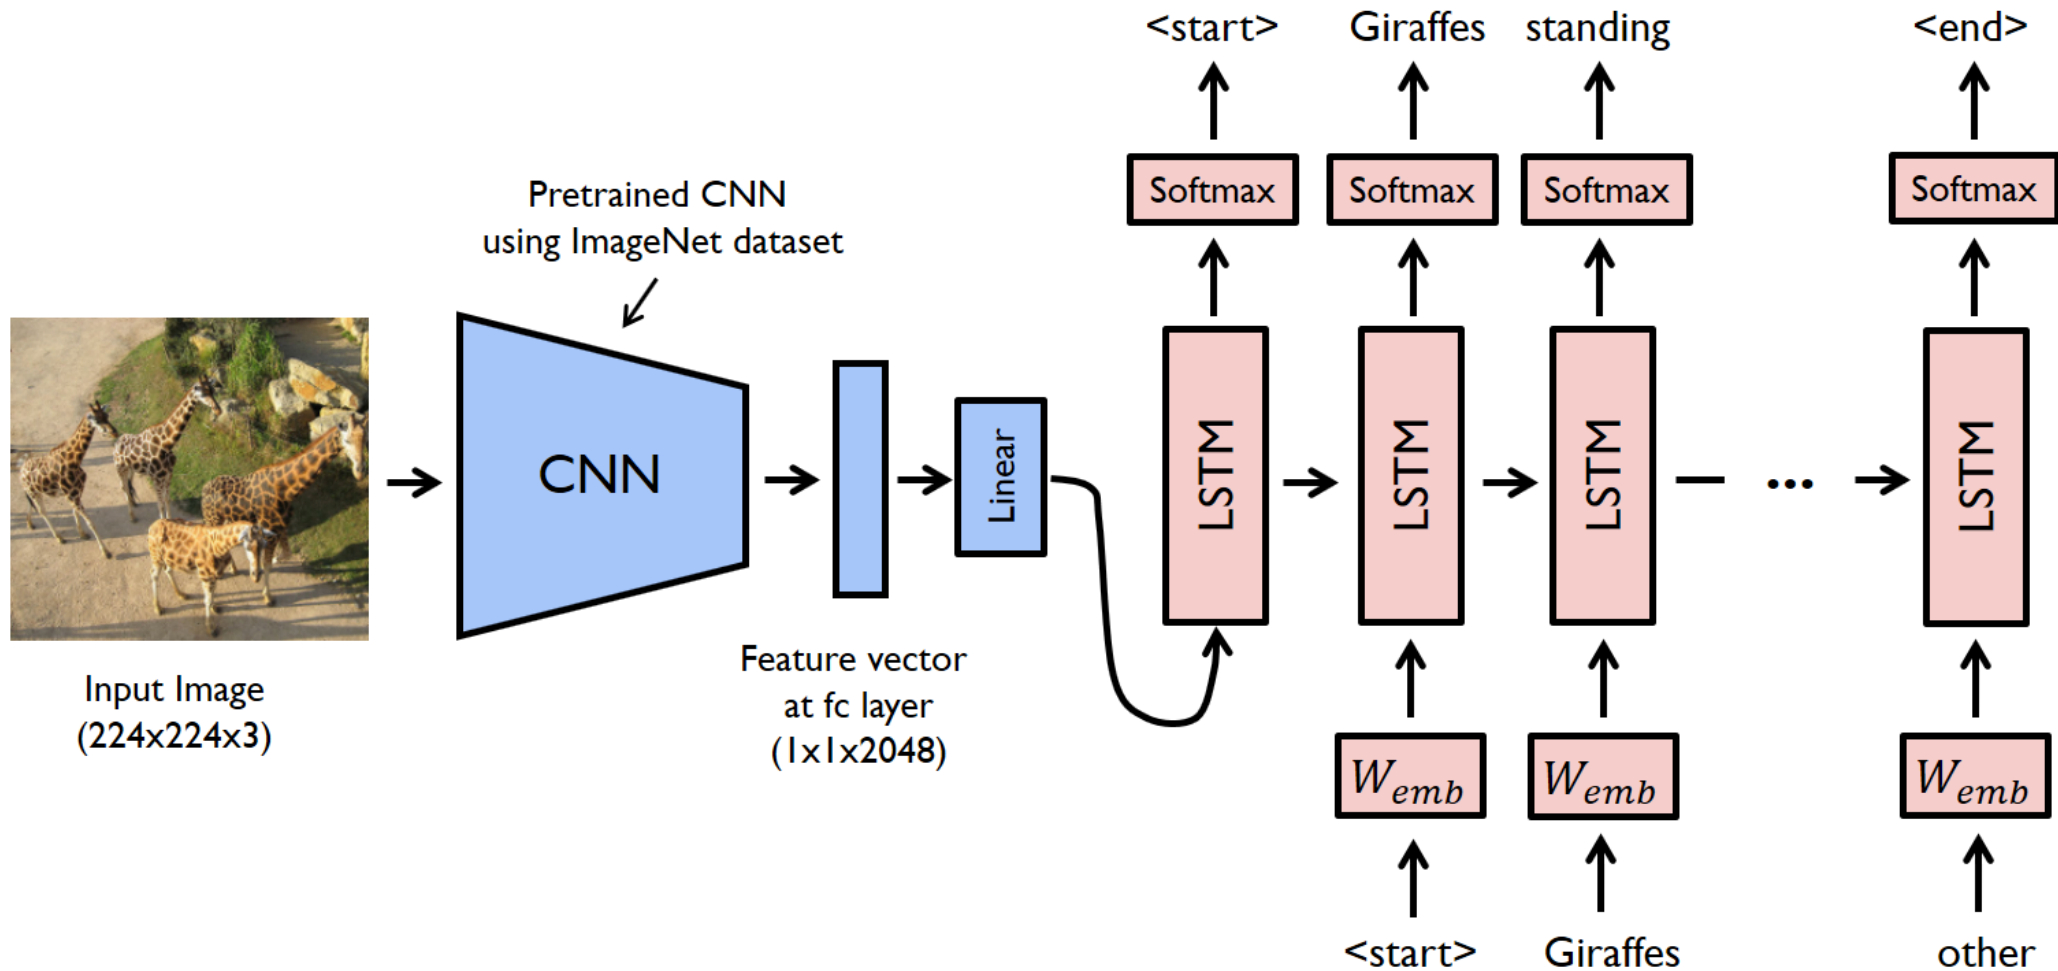 <start> Giraffes standing <end>
Softmax Softmax Softmax Softmax
Pretrained CNN
using ImageNet dataset
CNN
Linear
LSTM LSTM LSTM ... LSTM
Input Image
(224x224x3)
Feature vector
at fc layer
(1x1x2048)
W_emb W_emb W_emb
<start> Giraffes other